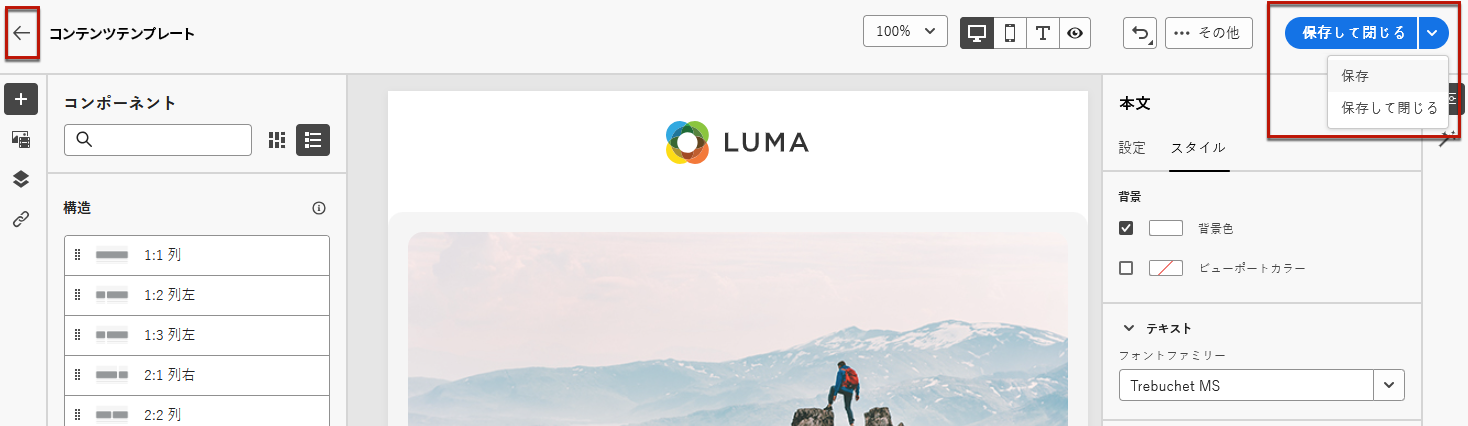 コンテンツテンプレート
100%
その他
保存して閉じる
保存
保存して閉じる
コンポーネント
構造
1:1 列
1:2 列左
1:3 列左
2:1 列右
2:2 列
LUMA
本文
設定 スタイル
背景
背景色
ビューポートカラー
テキスト
フォントファミリー
Trebuchet MS